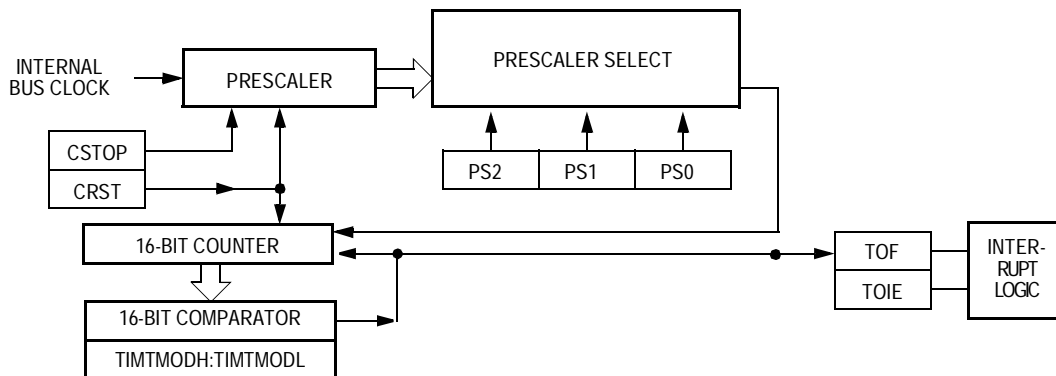 INTERNAL
BUS CLOCK
PRESCALER
PRESCALER SELECT
CSTOP
CRST
PS2
PS1
PS0
16-BIT COUNTER
16-BIT COMPARATOR
TIMTMODH:TIMTMODL
TOF
TOIE
INTER-
RUPT
LOGIC